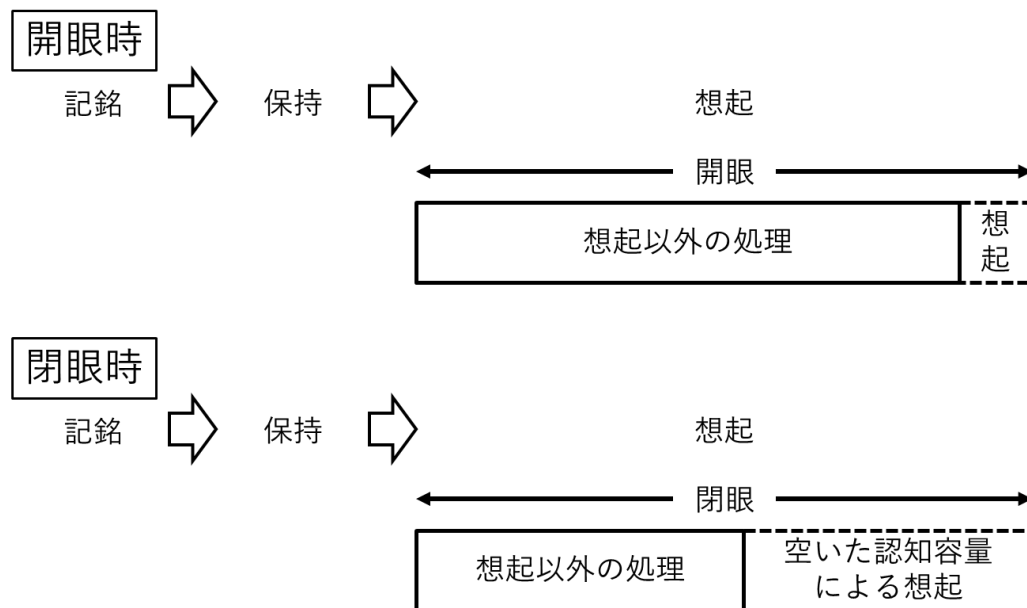 開眼時
記銘 保持 想起
開眼
想起以外の処理
想
起
閉眼時
記銘 保持 想起
閉眼
想起以外の処理
空いた認知容量
による想起